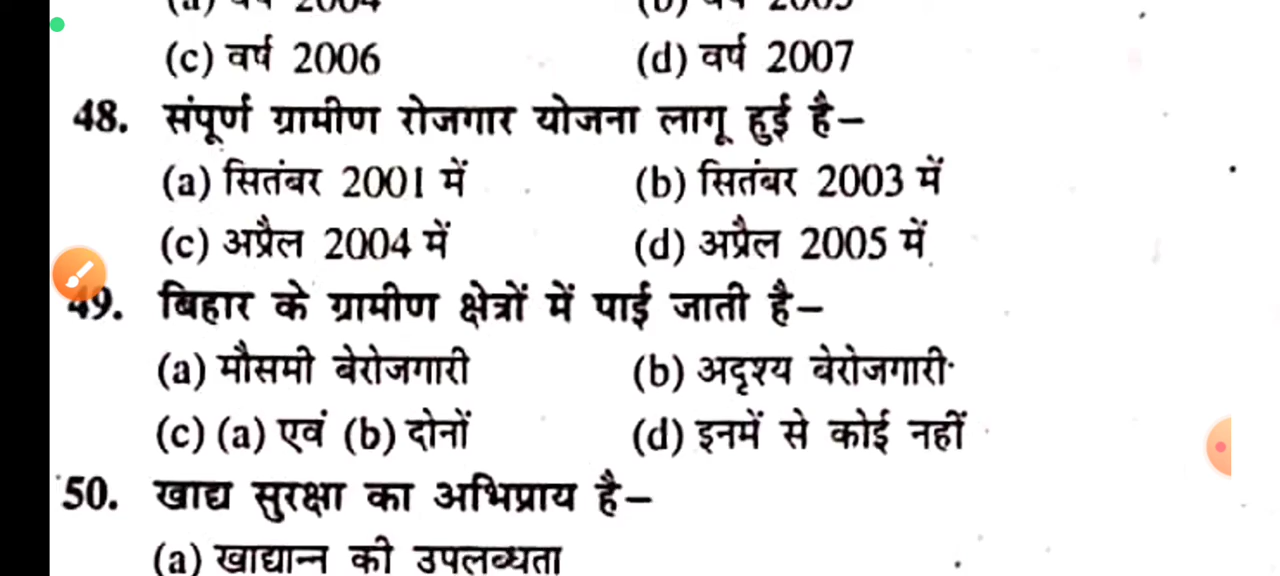 (c) वर्ष 2006 (d) वर्ष 2007
48. संपूर्ण ग्रामीण रोजगार योजना लागू हुई है–
(a) सितंबर 2001 में (b) सितंबर 2003 में
(c) अप्रैल 2004 में (d) अप्रैल 2005 में
49. बिहार के ग्रामीण क्षेत्रों में पाई जाती है–
(a) मौसमी बेरोजगारी (b) अदृश्य बेरोजगारी
(c) (a) एवं (b) दोनों (d) इनमें से कोई नहीं
50. खाद्य सुरक्षा का अभिप्राय है–
(a) खाद्यान्न की उपलब्धता